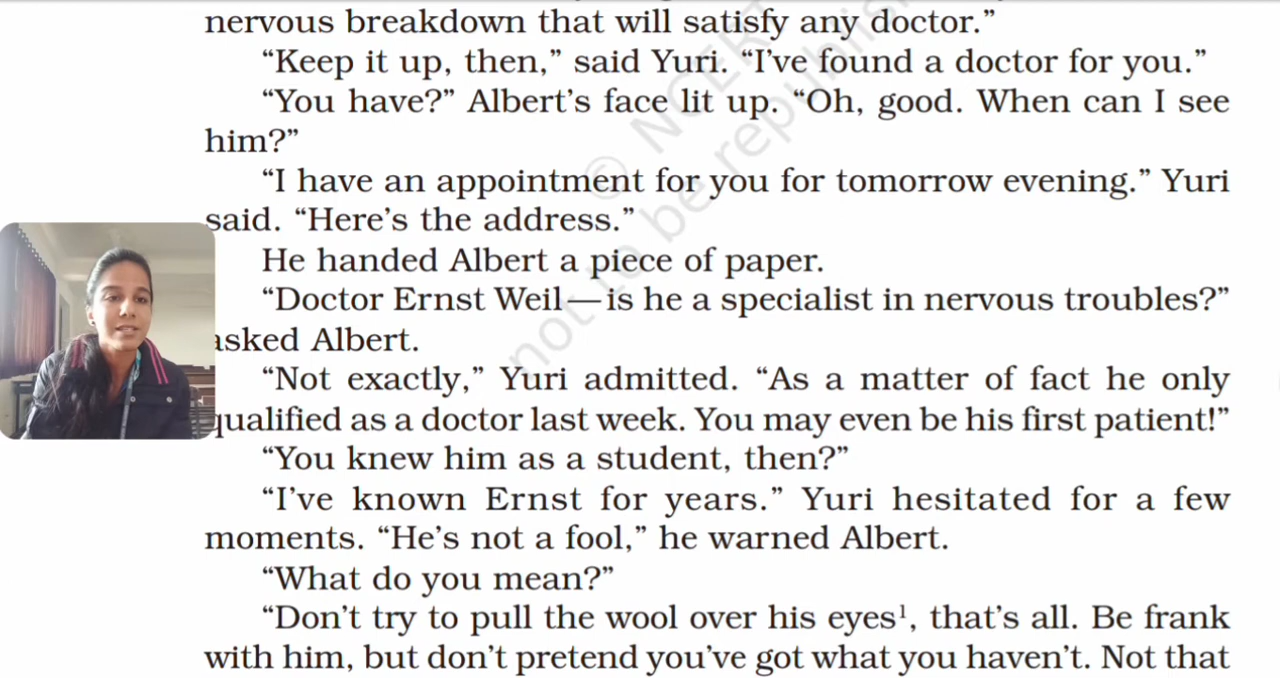 nervous breakdown that will satisfy any doctor.”
“Keep it up, then,” said Yuri. “I’ve found a doctor for you.”
“You have?” Albert’s face lit up. “Oh, good. When can I see
him?”
“I have an appointment for you for tomorrow evening.” Yuri
said. “Here’s the address.”
He handed Albert a piece of paper.
“Doctor Ernst Weil—is he a specialist in nervous troubles?”
asked Albert.
“Not exactly,” Yuri admitted. “As a matter of fact he only
qualified as a doctor last week. You may even be his first patient!”
“You knew him as a student, then?”
“I’ve known Ernst for years.” Yuri hesitated for a few
moments. “He’s not a fool,” he warned Albert.
“What do you mean?”
“Don’t try to pull the wool over his eyes¹, that’s all. Be frank
with him, but don’t pretend you’ve got what you haven’t. Not that
© NCERT
not to be republis